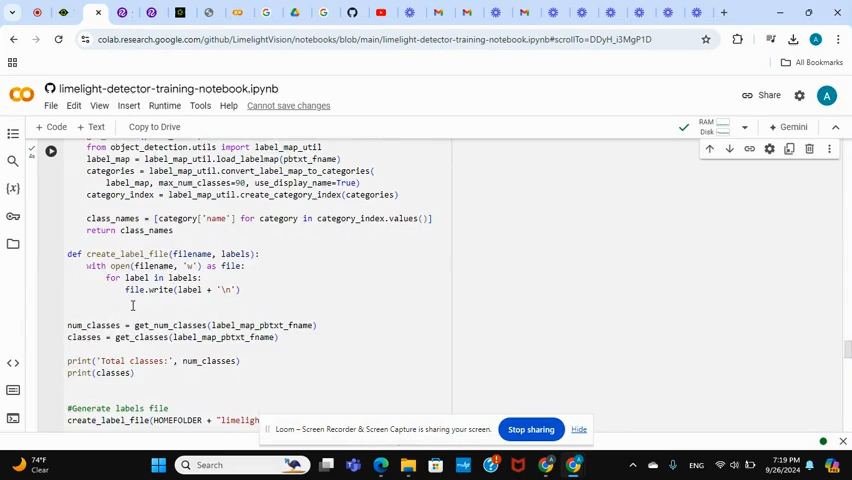 colab.research.google.com/github/LimelightVision/notebooks/blob/main/limelight-detector-training-notebook.ipynb#scrollTo=DDyH_i3MgP1D
A
All Bookmarks
limelight-detector-training-notebook.ipynb
File Edit View Insert Runtime Tools Help Cannot save changes
Share
A
+ Code + Text Copy to Drive
RAM
Disk
Gemini
4s
from object_detection.utils import label_map_util
label_map = label_map_util.load_labelmap(pbtxt_fname)
categories = label_map_util.convert_label_map_to_categories(
label_map, max_num_classes=90, use_display_name=True)
category_index = label_map_util.create_category_index(categories)
class_names = [category['name'] for category in category_index.values()]
return class_names
def create_label_file(filename, labels):
with open(filename, 'w') as file:
for label in labels:
file.write(label + '\n')
num_classes = get_num_classes(label_map_pbtxt_fname)
classes = get_classes(label_map_pbtxt_fname)
print('Total classes:', num_classes)
print(classes)
#Generate labels file
create_label_file(HOMEFOLDER + "limeligh
Loom – Screen Recorder & Screen Capture is sharing your screen.
Stop sharing
Hide
74°F
Clear
Search
ENG
7:19 PM
9/26/2024